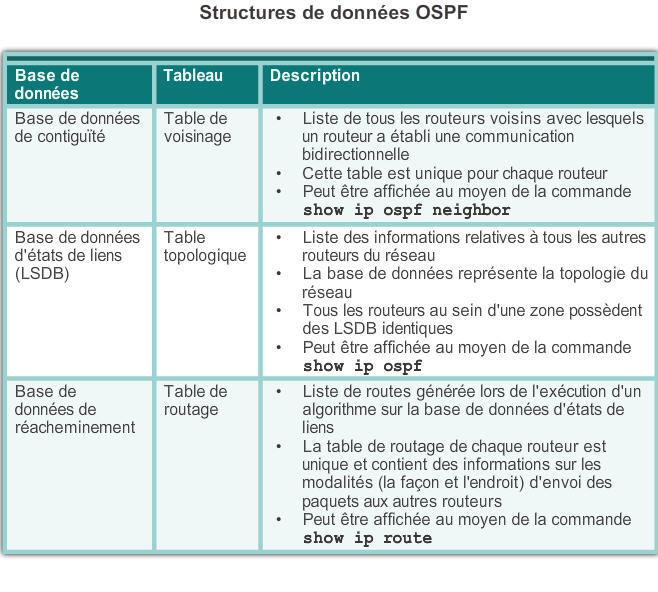 Structures de données OSPF
Base de
données
Tableau
Description
Base de données
de contiguïté
Table de
voisinage
• Liste de tous les routeurs voisins avec lesquels
un routeur a établi une communication
bidirectionnelle
• Cette table est unique pour chaque routeur
• Peut être affichée au moyen de la commande
show ip ospf neighbor
Base de données
d'états de liens
(LSDB)
Table
topologique
• Liste des informations relatives à tous les autres
routeurs du réseau
• La base de données représente la topologie du
réseau
• Tous les routeurs au sein d'une zone possèdent
des LSDB identiques
• Peut être affichée au moyen de la commande
show ip ospf
Base de
données de
réacheminement
Table de
routage
• Liste de routes générée lors de l'exécution d'un
algorithme sur la base de données d'états de
liens
• La table de routage de chaque routeur est
unique et contient des informations sur les
modalités (la façon et l'endroit) d'envoi des
paquets aux autres routeurs
• Peut être affichée au moyen de la commande
show ip route